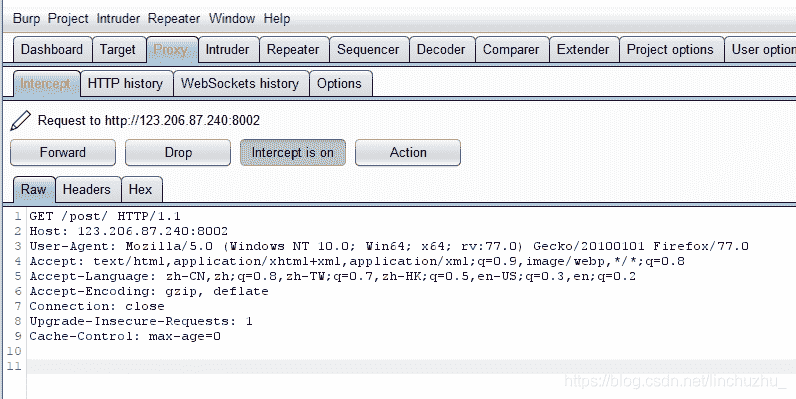 Burp Project Intruder Repeater Window Help
Dashboard Target Proxy Intruder Repeater Sequencer Decoder Comparer Extender Project options User option
Intercept HTTP history WebSockets history Options
Request to http://123.206.87.240:8002
Forward Drop Intercept is on Action
Raw Headers Hex
1 GET /post/ HTTP/1.1
2 Host: 123.206.87.240:8002
3 User-Agent: Mozilla/5.0 (Windows NT 10.0; Win64; x64; rv:77.0) Gecko/20100101 Firefox/77.0
4 Accept: text/html,application/xhtml+xml,application/xml;q=0.9,image/webp,*/*;q=0.8
5 Accept-Language: zh-CN,zh;q=0.8,zh-TW;q=0.7,zh-HK;q=0.5,en-US;q=0.3,en;q=0.2
6 Accept-Encoding: gzip, deflate
7 Connection: close
8 Upgrade-Insecure-Requests: 1
9 Cache-Control: max-age=0
10
11
https://blog.csdn.net/linchuzhu_